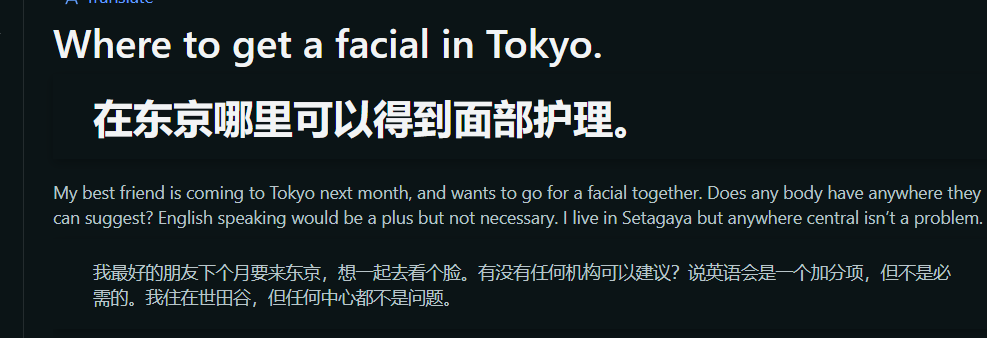 Translate
Where to get a facial in Tokyo.
在东京哪里可以得到面部护理。
My best friend is coming to Tokyo next month, and wants to go for a facial together. Does any body have anywhere they
can suggest? English speaking would be a plus but not necessary. I live in Setagaya but anywhere central isn’t a problem.
我最好的朋友下个月要来东京，想一起去看个脸。有没有任何机构可以建议？说英语会是一个加分项，但不是必
需的。我住在世田谷，但任何中心都不是问题。